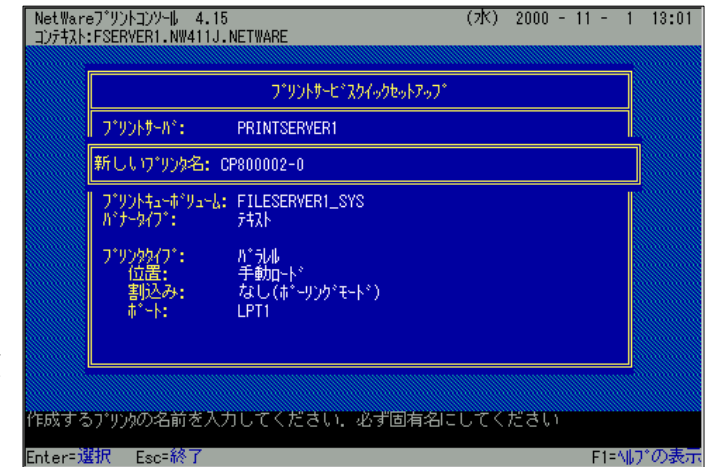 NetWareﾌﾟﾘﾝﾄｺﾝｿｰﾙ 4.15 (水) 2000 - 11 - 1 13:01
ｺﾝﾃｷｽﾄ:FSERVER1.NW411J.NETWARE
ﾌﾟﾘﾝﾄｻｰﾋﾞｽｸｲｯｸｾｯﾄｱｯﾌﾟ
ﾌﾟﾘﾝﾄｻｰﾊﾞ: PRINTSERVER1
新しいﾌﾟﾘﾝﾀ名: CP800002-0
ﾌﾟﾘﾝﾄｷｭｰﾎﾞﾘｭｰﾑ: FILESERVER1_SYS
ﾊﾞﾅｰﾀｲﾌﾟ: ﾃｷｽﾄ
ﾌﾟﾘﾝﾀﾀｲﾌﾟ: ﾊﾟﾗﾚﾙ
位置: 手動ﾛｰﾄﾞ
割込み: なし(ﾎﾟｰﾘﾝｸﾞﾓｰﾄﾞ)
ﾎﾟｰﾄ: LPT1
作成するﾌﾟﾘﾝﾀの名前を入力してください．必ず固有名にしてください
Enter=選択 Esc=終了 F1=ﾍﾙﾌﾟの表示